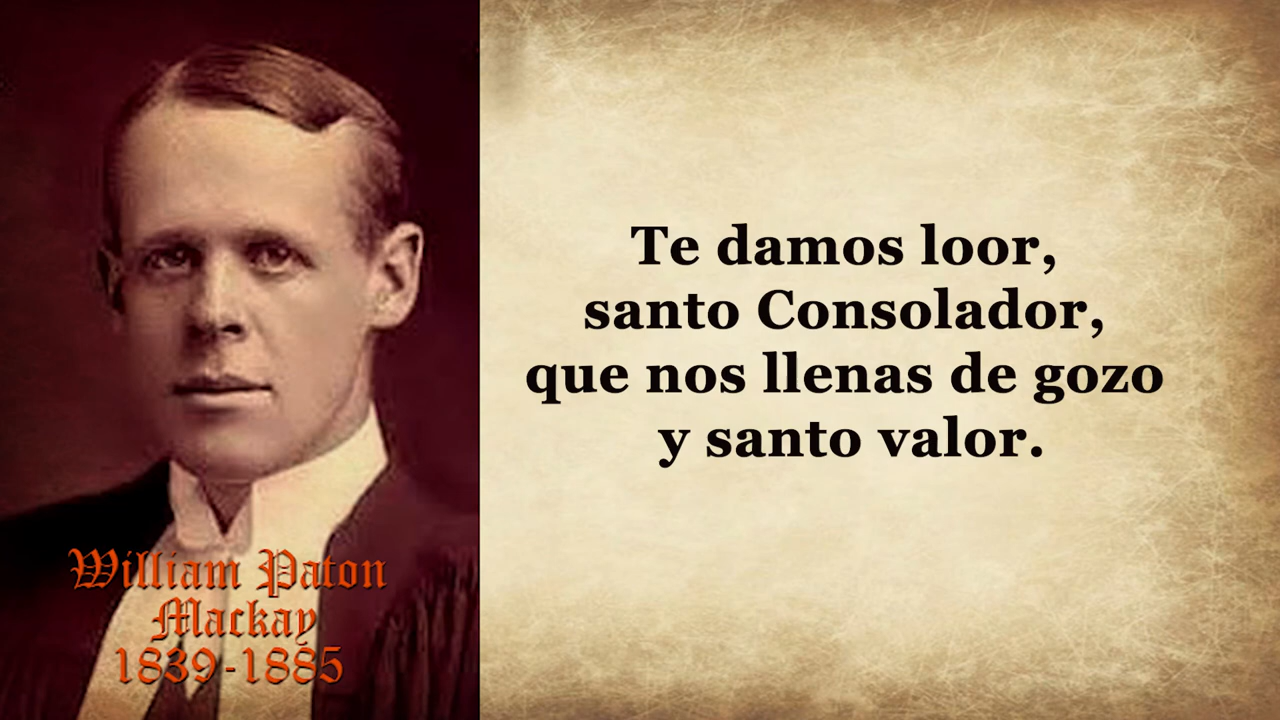 William Paton
Mackay
1839-1885
Te damos loor,
santo Consolador,
que nos llenas de gozo
y santo valor.